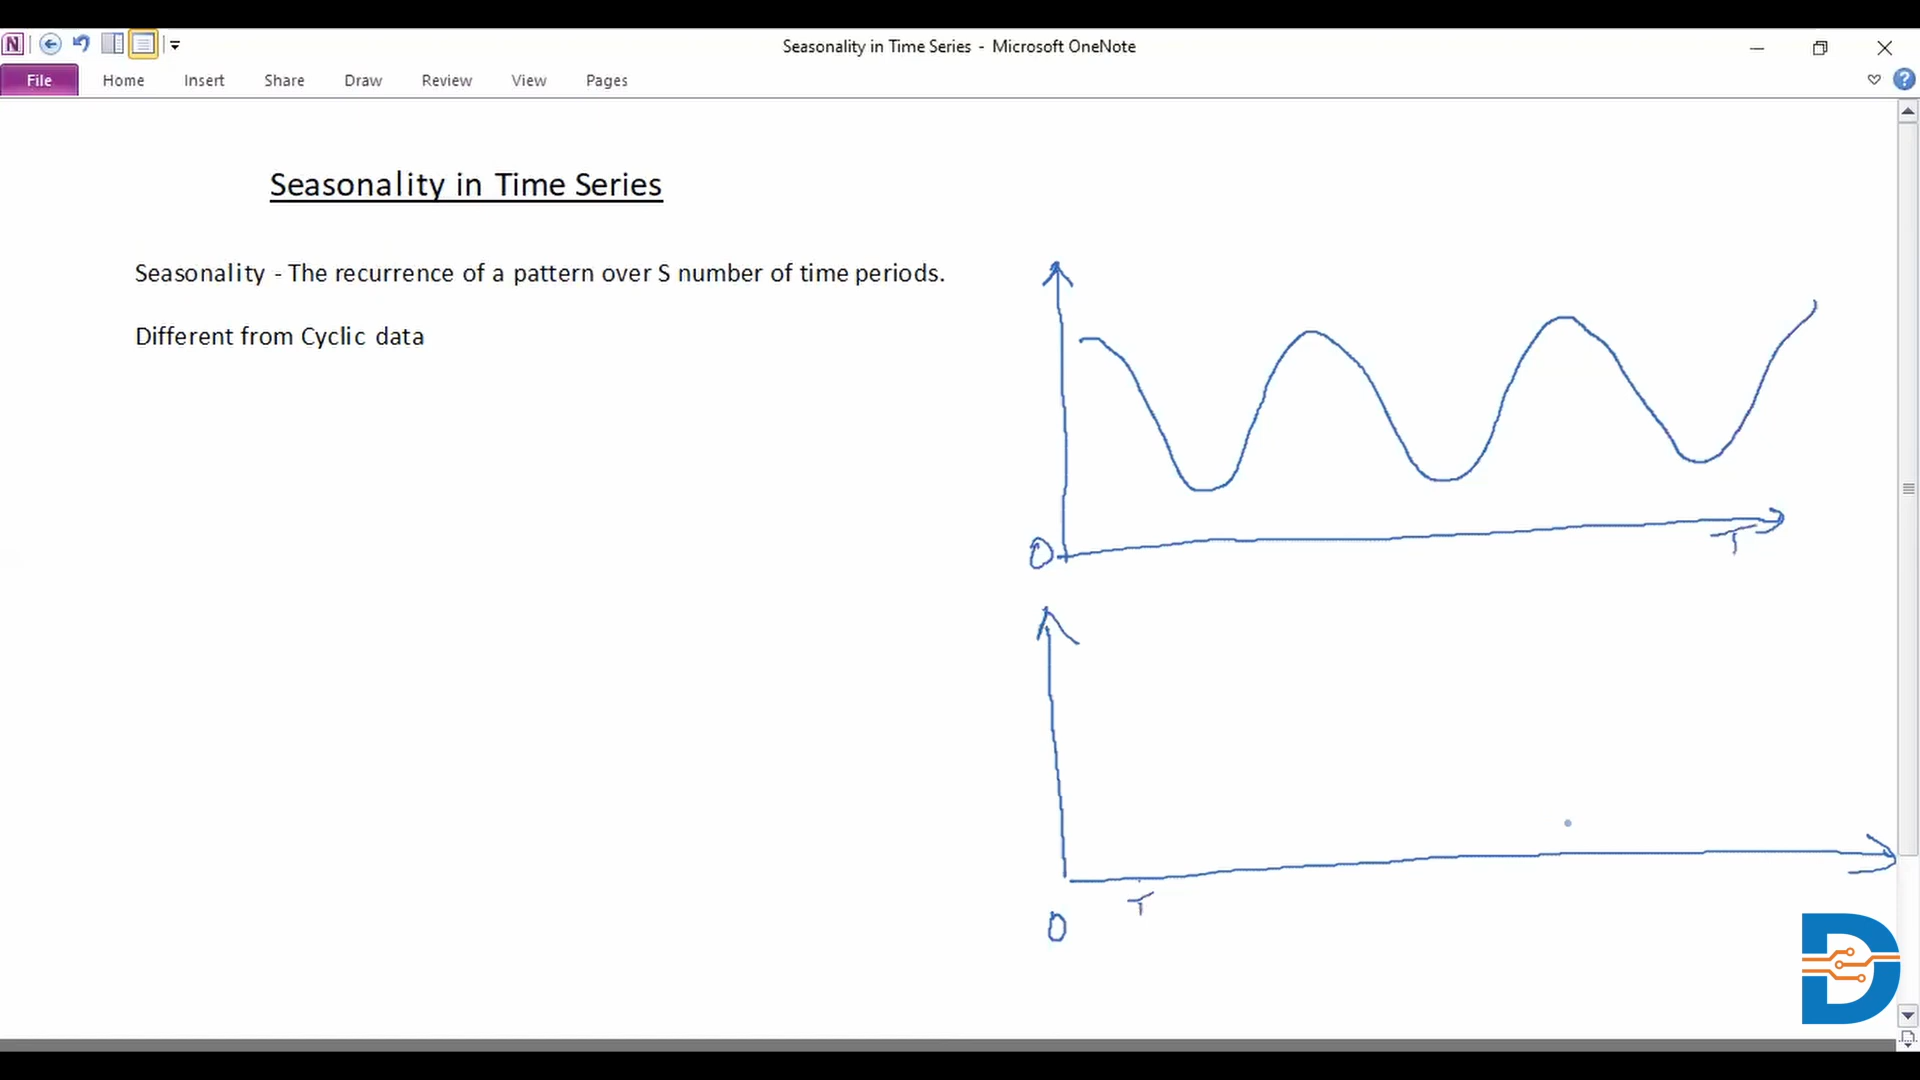 Seasonality in Time Series - Microsoft OneNote
File Home Insert Share Draw Review View Pages
Seasonality in Time Series
Seasonality - The recurrence of a pattern over S number of time periods.
Different from Cyclic data
0
T
T
0